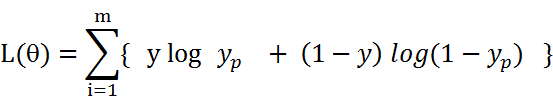 L(θ) = ∑_{i=1}^{m} { y log y_p + (1 − y) log(1 − y_p) }